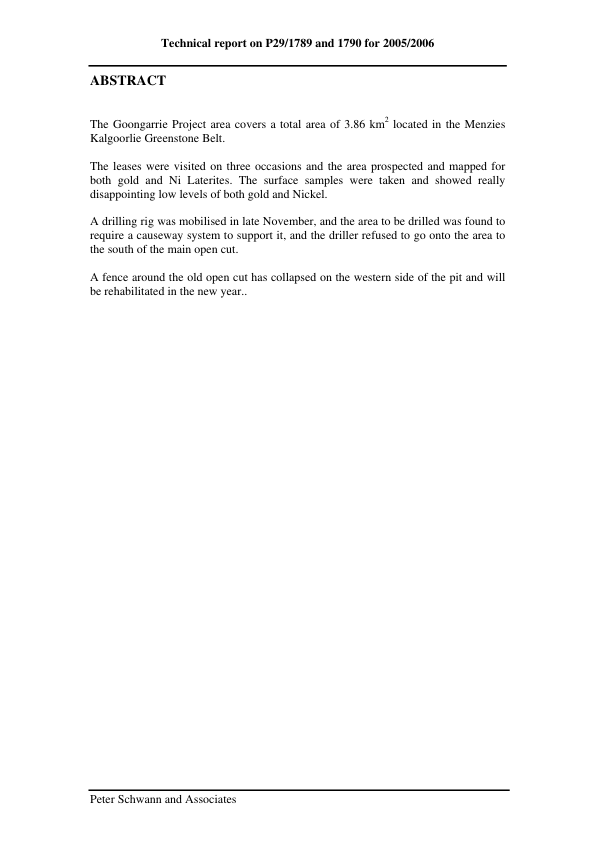 Technical report on P29/1789 and 1790 for 2005/2006
ABSTRACT
The Goongarrie Project area covers a total area of 3.86 km² located in the Menzies
Kalgoorlie Greenstone Belt.
The leases were visited on three occasions and the area prospected and mapped for
both gold and Ni Laterites. The surface samples were taken and showed really
disappointing low levels of both gold and Nickel.
A drilling rig was mobilised in late November, and the area to be drilled was found to
require a causeway system to support it, and the driller refused to go onto the area to
the south of the main open cut.
A fence around the old open cut has collapsed on the western side of the pit and will
be rehabilitated in the new year..
Peter Schwann and Associates